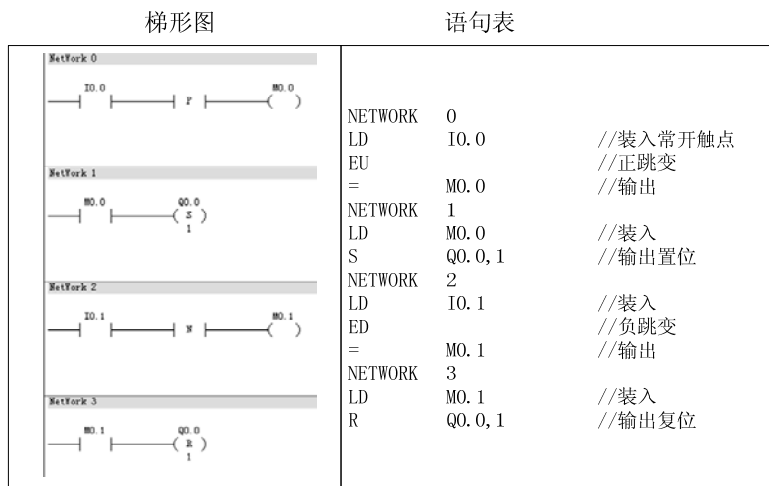 梯形图
语句表
NetWork 0
I0.0
P
M0.0
NetWork 1
M0.0
Q0.0
S
1
NetWork 2
I0.1
N
M0.1
NetWork 3
M0.1
Q0.0
R
1
NETWORK 0
LD I0.0 //装入常开触点
EU //正跳变
= M0.0 //输出
NETWORK 1
LD M0.0 //装入
S Q0.0,1 //输出置位
NETWORK 2
LD I0.1 //装入
ED //负跳变
= M0.1 //输出
NETWORK 3
LD M0.1 //装入
R Q0.0,1 //输出复位